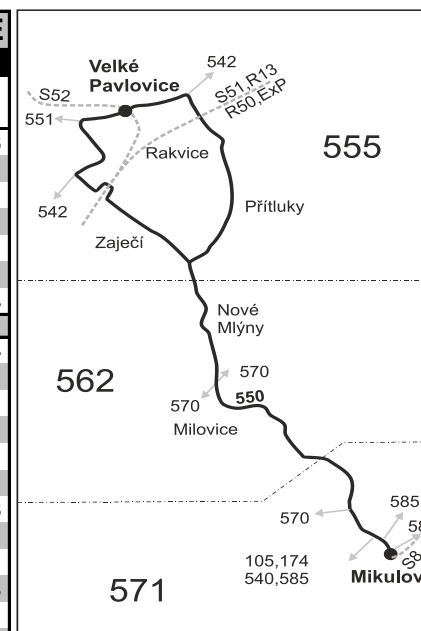 542
Velké
Pavlovice
S51,R13
R50,ExP
S52
551
Rakvice
555
542
Přítluky
Zaječí
Nové
Mlýny
570
562
570
550
Milovice
585
570
105,174
540,585
S8
Mikulov
571